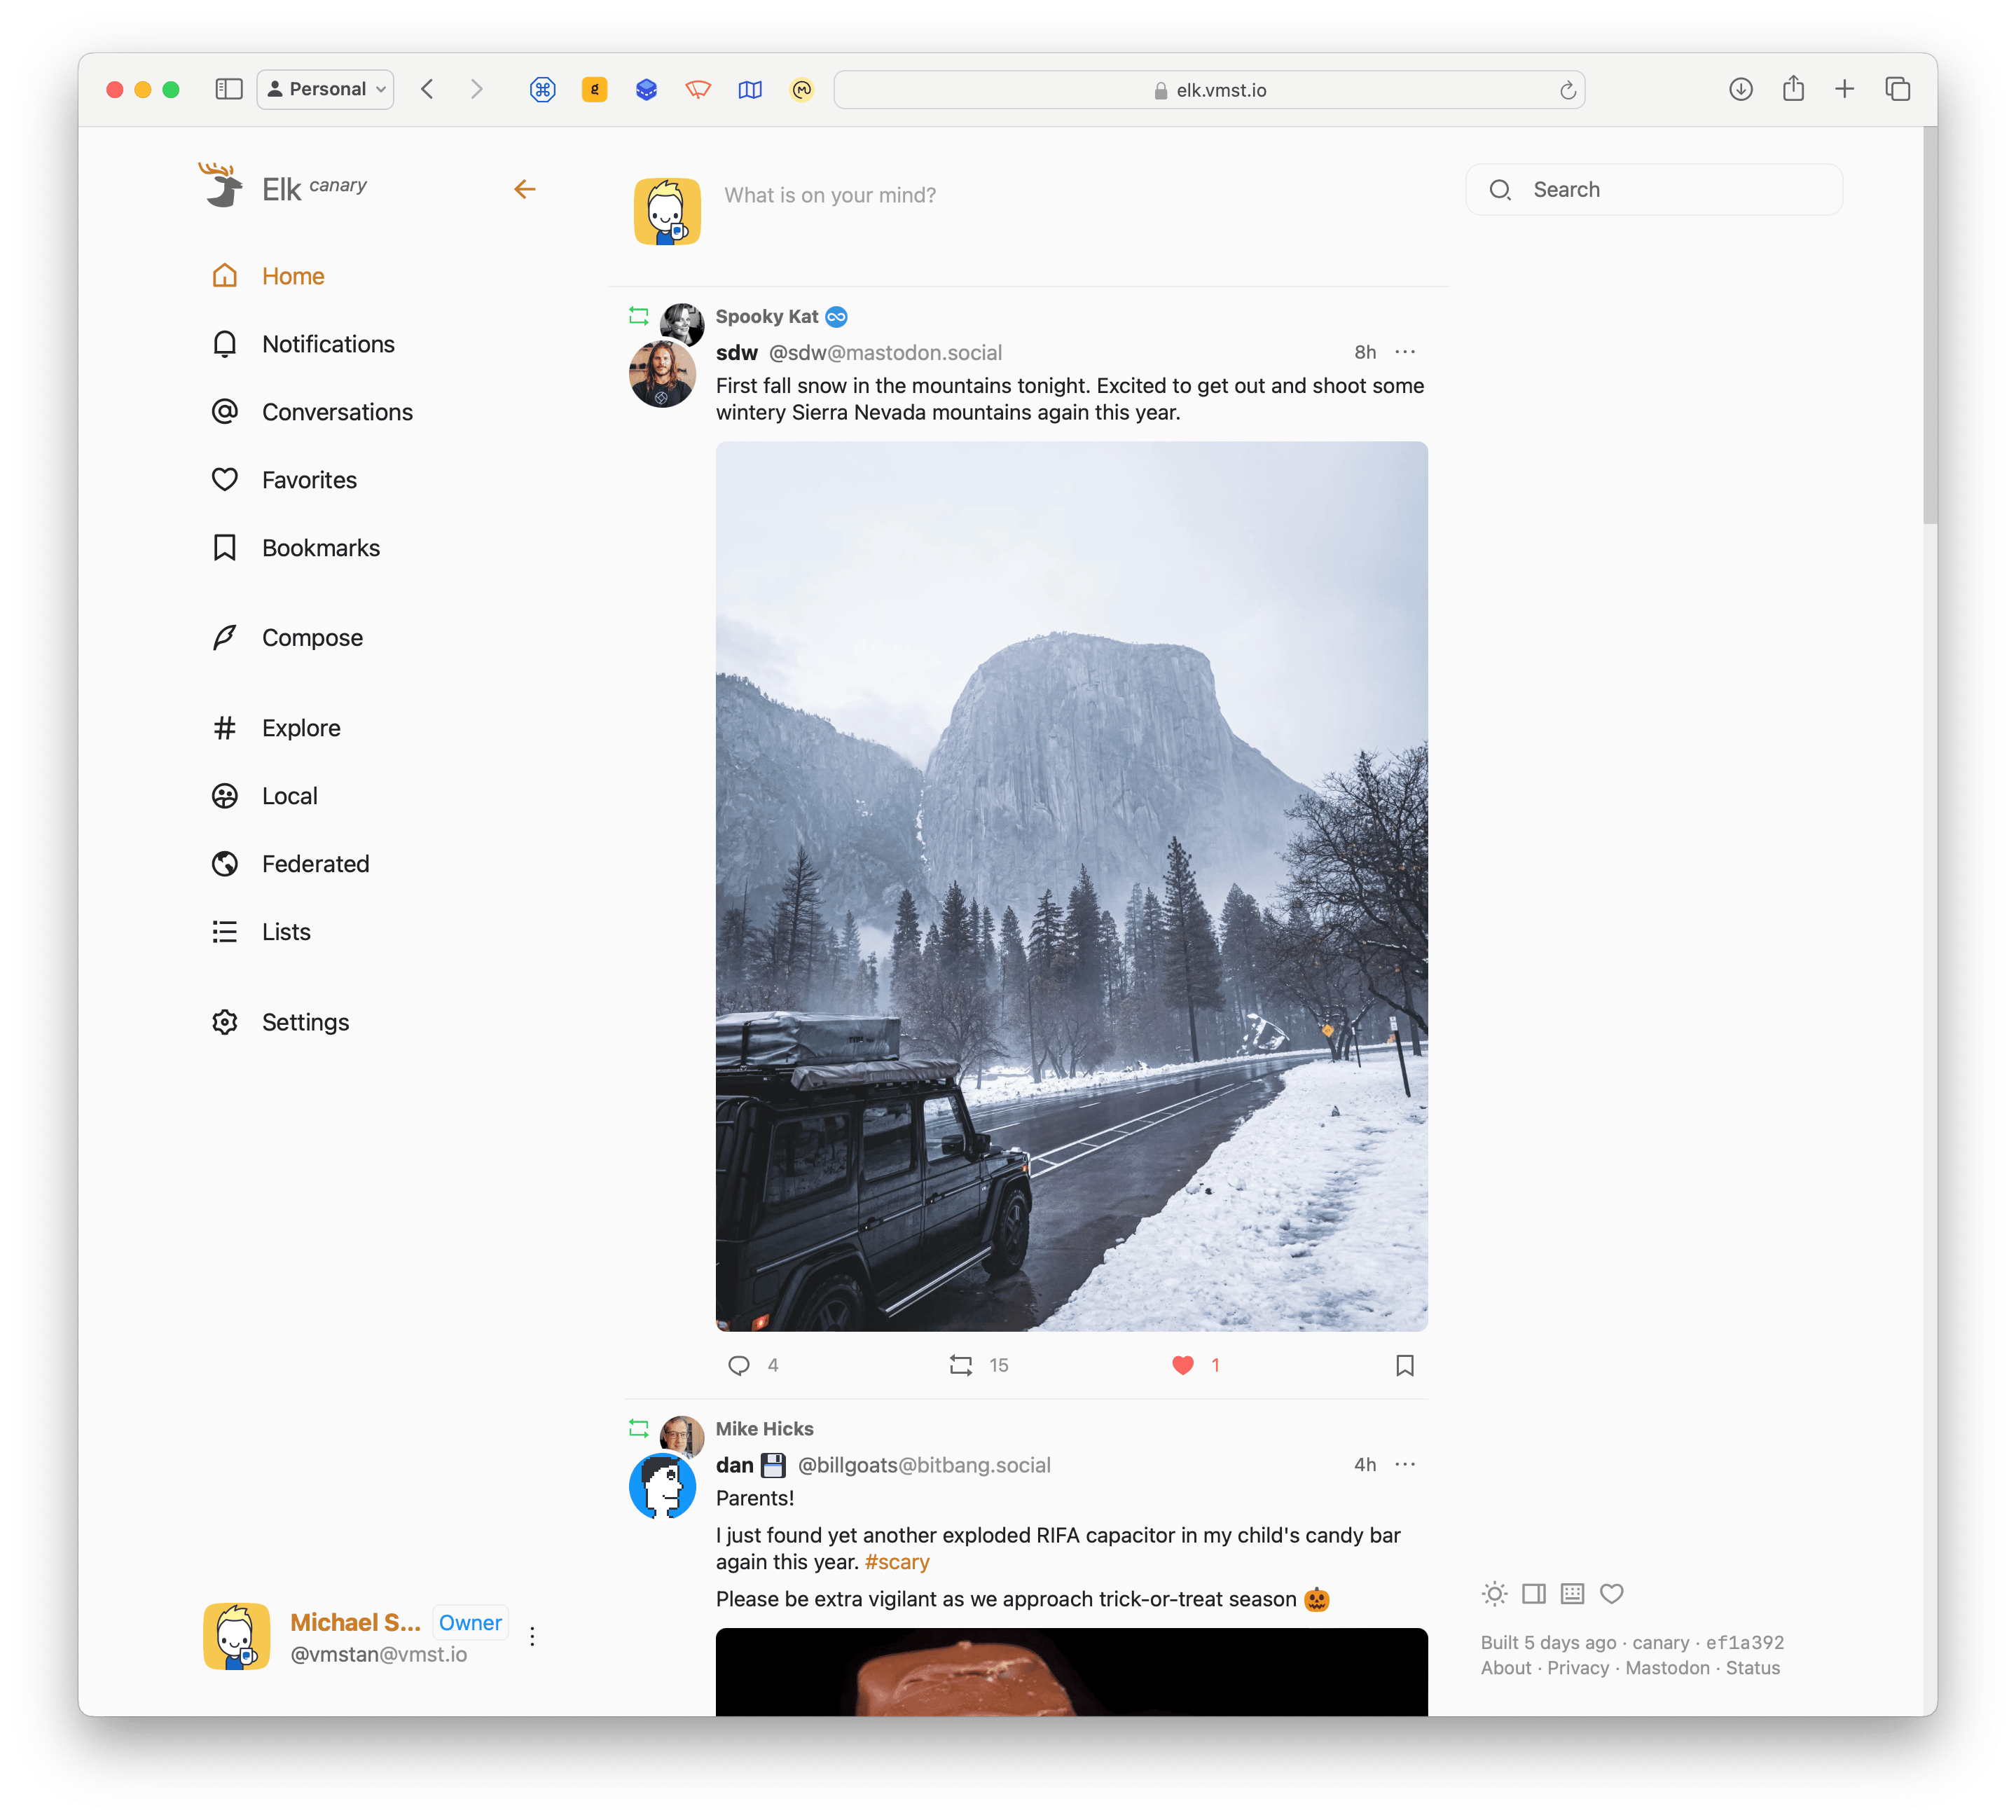 Personal
elk.vmst.io
Elk canary
Home
Notifications
Conversations
Favorites
Bookmarks
Compose
Explore
Local
Federated
Lists
Settings
Michael S... Owner
@vmstan@vmst.io
What is on your mind?
Spooky Kat
sdw @sdw@mastodon.social 8h
First fall snow in the mountains tonight. Excited to get out and shoot some
wintery Sierra Nevada mountains again this year.
4 15 1
Mike Hicks
dan 💾 @billgoats@bitbang.social 4h
Parents!
I just found yet another exploded RIFA capacitor in my child's candy bar
again this year. #scary
Please be extra vigilant as we approach trick-or-treat season 🎃
Search
Built 5 days ago · canary · ef1a392
About · Privacy · Mastodon · Status